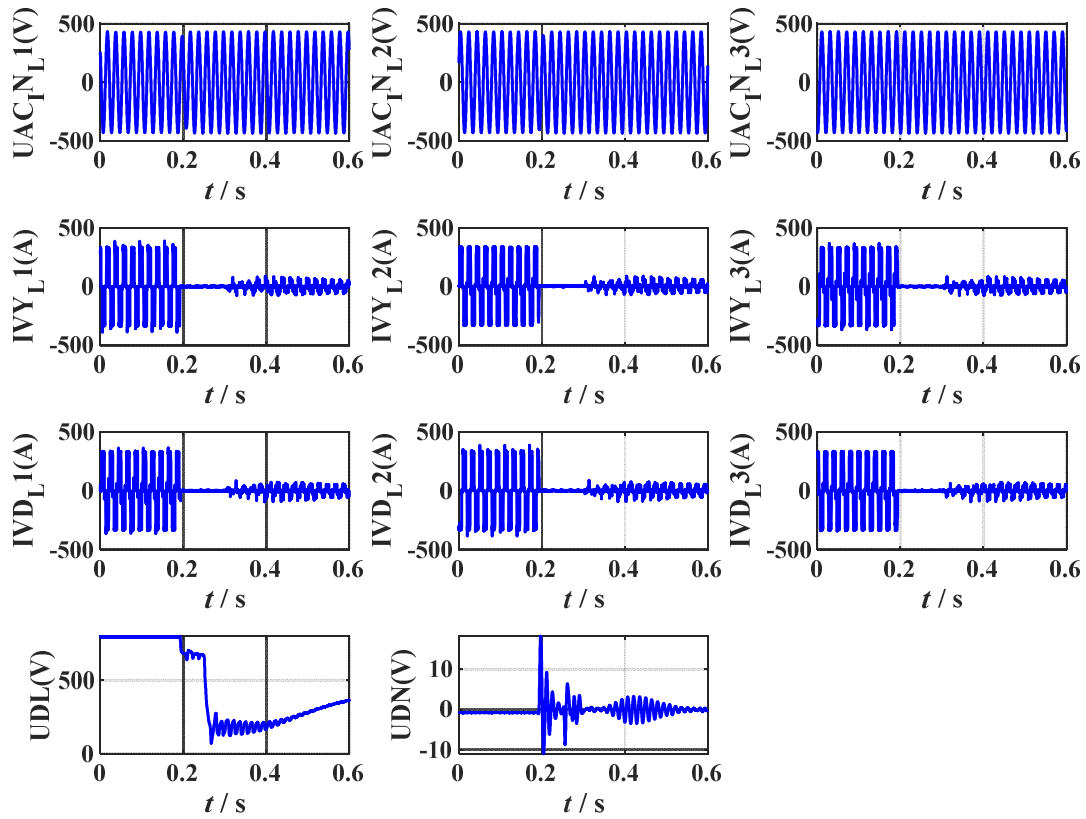 UAC_IN_L1(V)
500
0
-500
0 0.2 0.4 0.6
t / s
UAC_IN_L2(V)
500
0
-500
0 0.2 0.4 0.6
t / s
UAC_IN_L3(V)
500
0
-500
0 0.2 0.4 0.6
t / s
IVY_L1(A)
500
0
-500
0 0.2 0.4 0.6
t / s
IVY_L2(A)
500
0
-500
0 0.2 0.4 0.6
t / s
IVY_L3(A)
500
0
-500
0 0.2 0.4 0.6
t / s
IVD_L1(A)
500
0
-500
0 0.2 0.4 0.6
t / s
IVD_L2(A)
500
0
-500
0 0.2 0.4 0.6
t / s
IVD_L3(A)
500
0
-500
0 0.2 0.4 0.6
t / s
UDL(V)
500
0
0 0.2 0.4 0.6
t / s
UDN(V)
10
0
-10
0 0.2 0.4 0.6
t / s